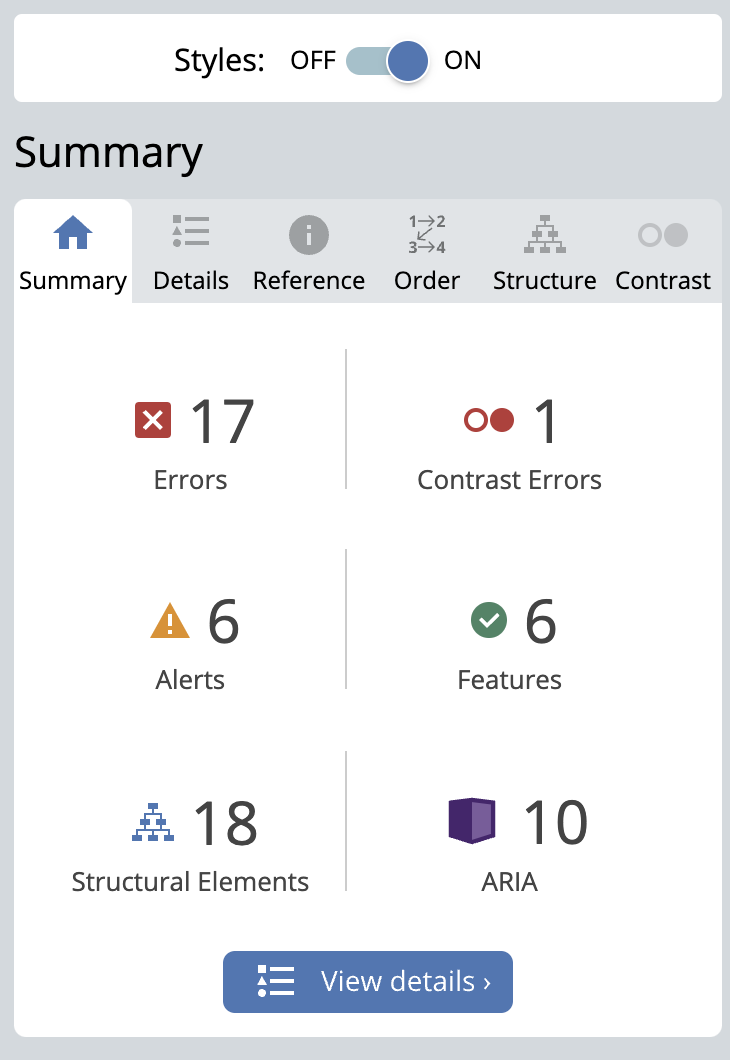 Styles: OFF ON
Summary
1→2
3→4
Summary Details Reference Order Structure Contrast
17 1
Errors Contrast Errors
6 6
Alerts Features
18 10
Structural Elements ARIA
View details ›